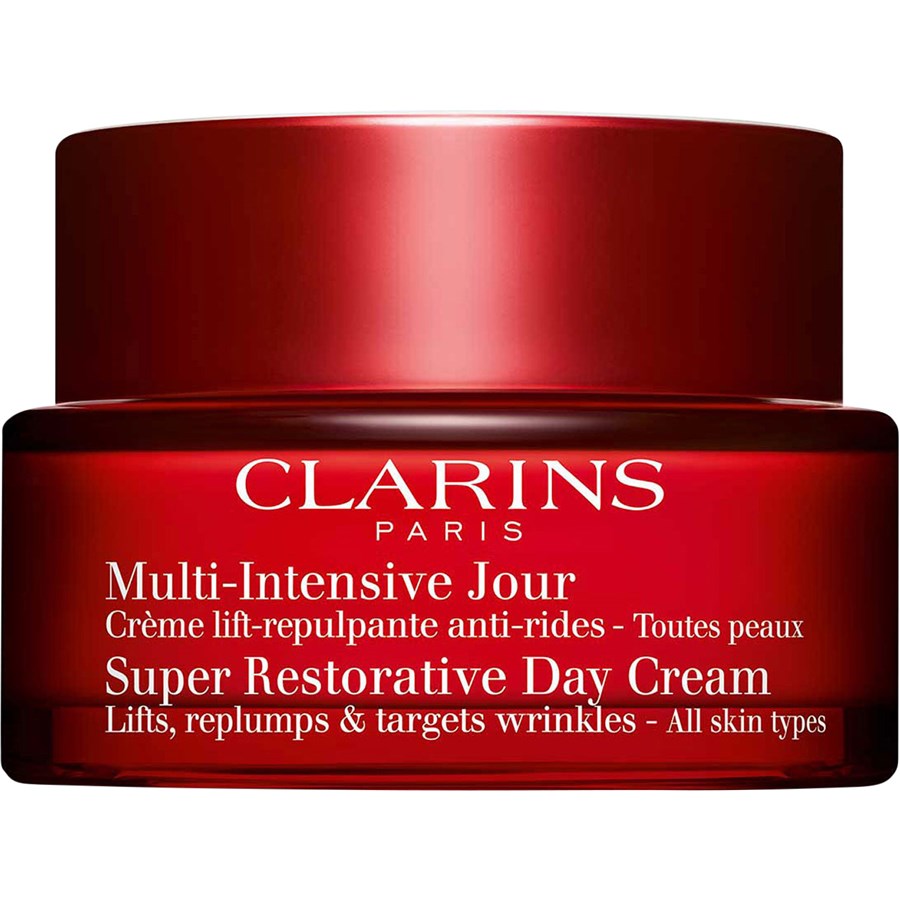 CLARINS
PARIS
Multi-Intensive Jour
Crème lift-repulpante anti-rides - Toutes peaux
Super Restorative Day Cream
Lifts, replumps & targets wrinkles - All skin types